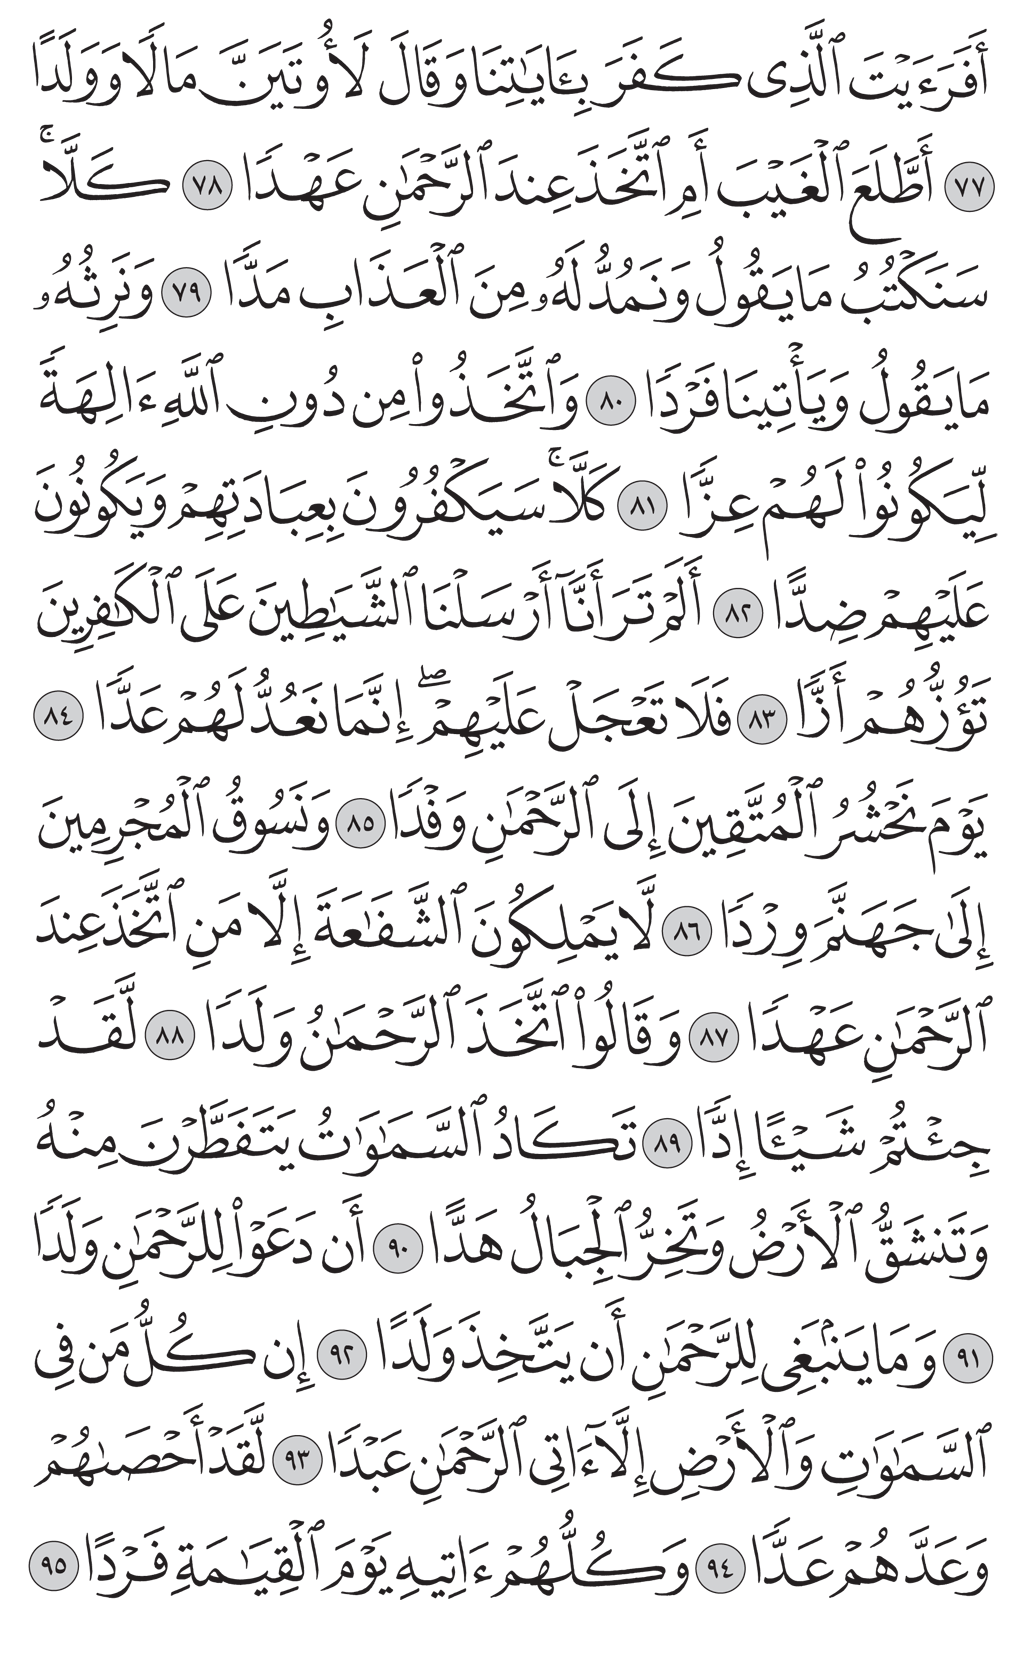 أَفَرَءَيْتَ ٱلَّذِى كَفَرَ بِـَٔايَـٰتِنَا وَقَالَ لَأُوتَيَنَّ مَالًا وَوَلَدًا
٧٧ أَطَّلَعَ ٱلْغَيْبَ أَمِ ٱتَّخَذَ عِندَ ٱلرَّحْمَـٰنِ عَهْدًا ٧٨ كَلَّا ۚ
سَنَكْتُبُ مَا يَقُولُ وَنَمُدُّ لَهُۥ مِنَ ٱلْعَذَابِ مَدًّا ٧٩ وَنَرِثُهُۥ
مَا يَقُولُ وَيَأْتِينَا فَرْدًا ٨٠ وَٱتَّخَذُوا۟ مِن دُونِ ٱللَّهِ ءَالِهَةً
لِّيَكُونُوا۟ لَهُمْ عِزًّا ٨١ كَلَّا ۚ سَيَكْفُرُونَ بِعِبَادَتِهِمْ وَيَكُونُونَ
عَلَيْهِمْ ضِدًّا ٨٢ أَلَمْ تَرَ أَنَّآ أَرْسَلْنَا ٱلشَّيَـٰطِينَ عَلَى ٱلْكَـٰفِرِينَ
تَؤُزُّهُمْ أَزًّا ٨٣ فَلَا تَعْجَلْ عَلَيْهِمْ ۖ إِنَّمَا نَعُدُّ لَهُمْ عَدًّا ٨٤
يَوْمَ نَحْشُرُ ٱلْمُتَّقِينَ إِلَى ٱلرَّحْمَـٰنِ وَفْدًا ٨٥ وَنَسُوقُ ٱلْمُجْرِمِينَ
إِلَىٰ جَهَنَّمَ وِرْدًا ٨٦ لَّا يَمْلِكُونَ ٱلشَّفَـٰعَةَ إِلَّا مَنِ ٱتَّخَذَ عِندَ
ٱلرَّحْمَـٰنِ عَهْدًا ٨٧ وَقَالُوا۟ ٱتَّخَذَ ٱلرَّحْمَـٰنُ وَلَدًا ٨٨ لَّقَدْ
جِئْتُمْ شَيْـًٔا إِدًّا ٨٩ تَكَادُ ٱلسَّمَـٰوَٰتُ يَتَفَطَّرْنَ مِنْهُ
وَتَنشَقُّ ٱلْأَرْضُ وَتَخِرُّ ٱلْجِبَالُ هَدًّا ٩٠ أَن دَعَوْا۟ لِلرَّحْمَـٰنِ وَلَدًا
٩١ وَمَا يَنۢبَغِى لِلرَّحْمَـٰنِ أَن يَتَّخِذَ وَلَدًا ٩٢ إِن كُلُّ مَن فِى
ٱلسَّمَـٰوَٰتِ وَٱلْأَرْضِ إِلَّآ ءَاتِى ٱلرَّحْمَـٰنِ عَبْدًا ٩٣ لَّقَدْ أَحْصَىٰهُمْ
وَعَدَّهُمْ عَدًّا ٩٤ وَكُلُّهُمْ ءَاتِيهِ يَوْمَ ٱلْقِيَـٰمَةِ فَرْدًا ٩٥